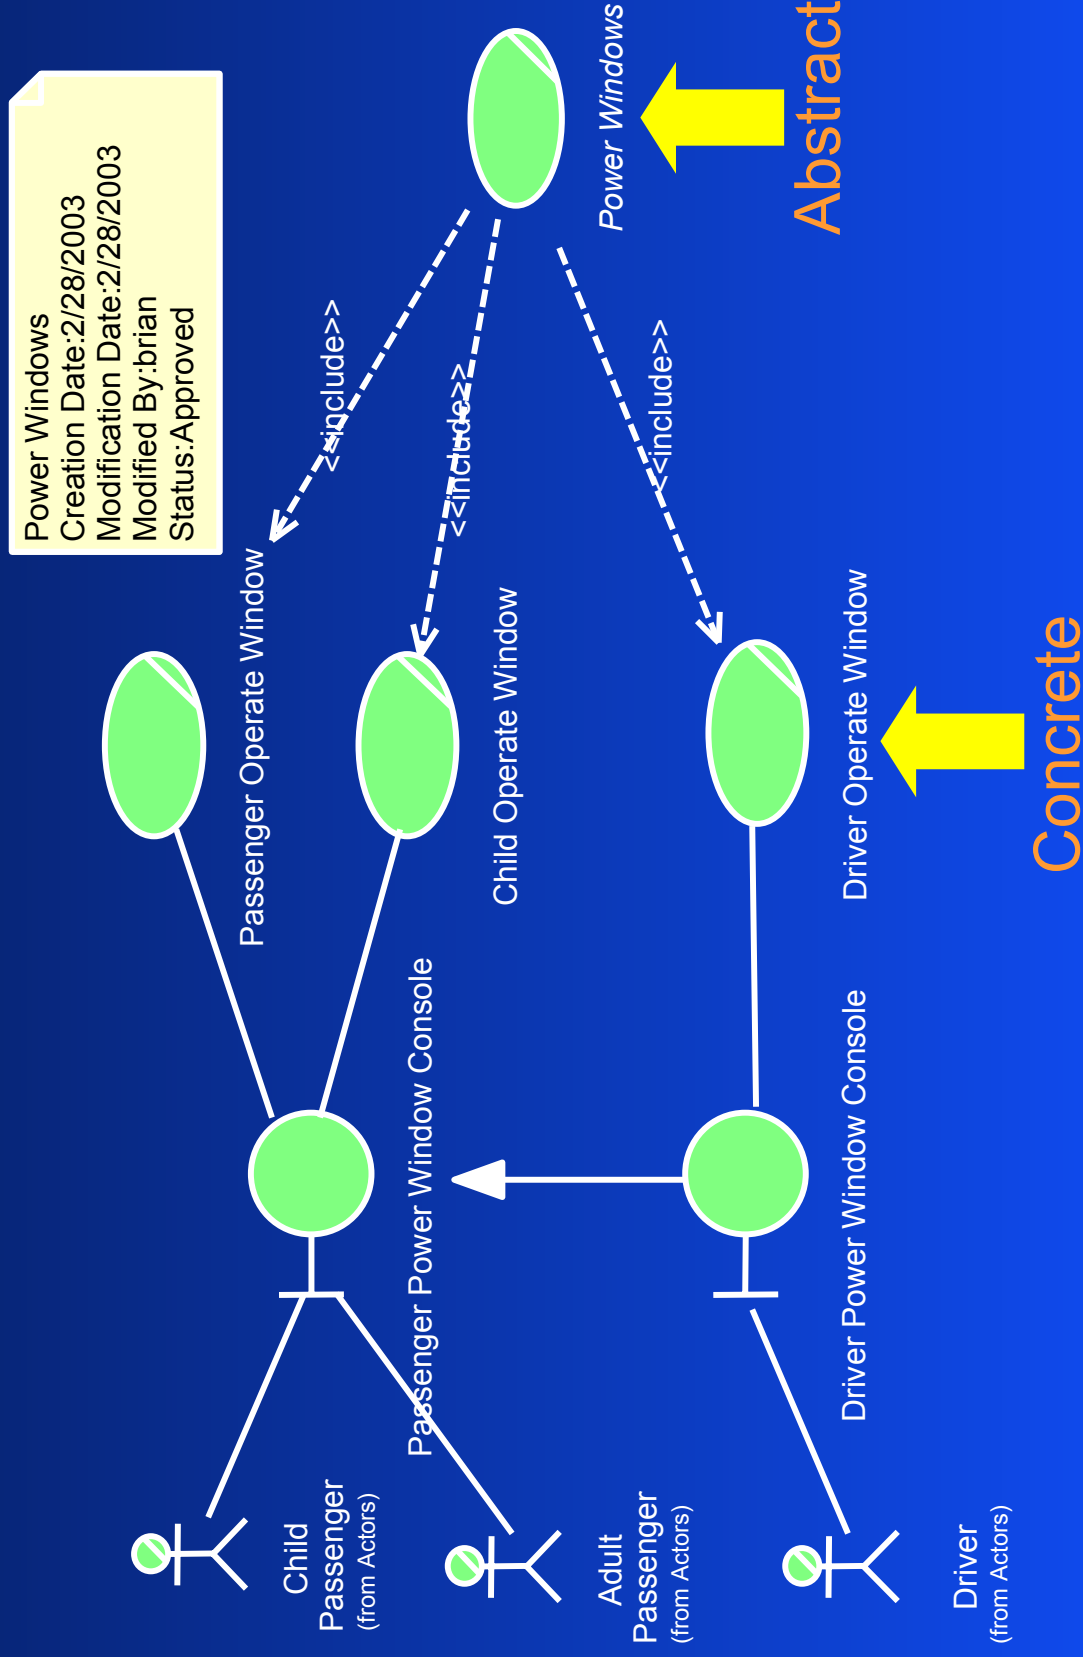 Power Windows
Creation Date:2/28/2003
Modification Date:2/28/2003
Modified By:brian
Status:Approved
Child
Passenger
(from Actors)
Passenger Operate Window
<<include>>
Passenger Power Window Console
<<include>>
Child Operate Window
Power Windows
Adult
Passenger
(from Actors)
<<include>>
Abstract
Driver Power Window Console
Driver Operate Window
Driver
(from Actors)
Concrete